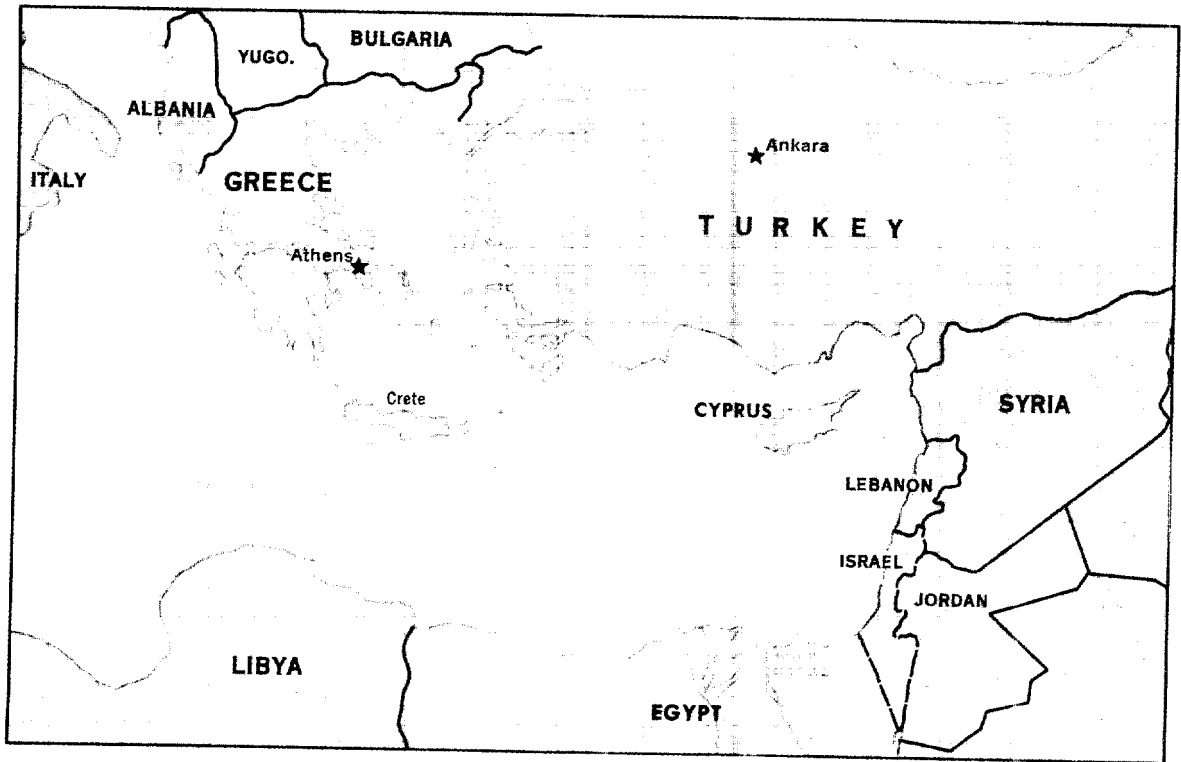 BULGARIA
YUGO.
ALBANIA
Ankara
ITALY
GREECE
TURKEY
Athens
Crete
CYPRUS
SYRIA
LEBANON
ISRAEL
JORDAN
LIBYA
EGYPT